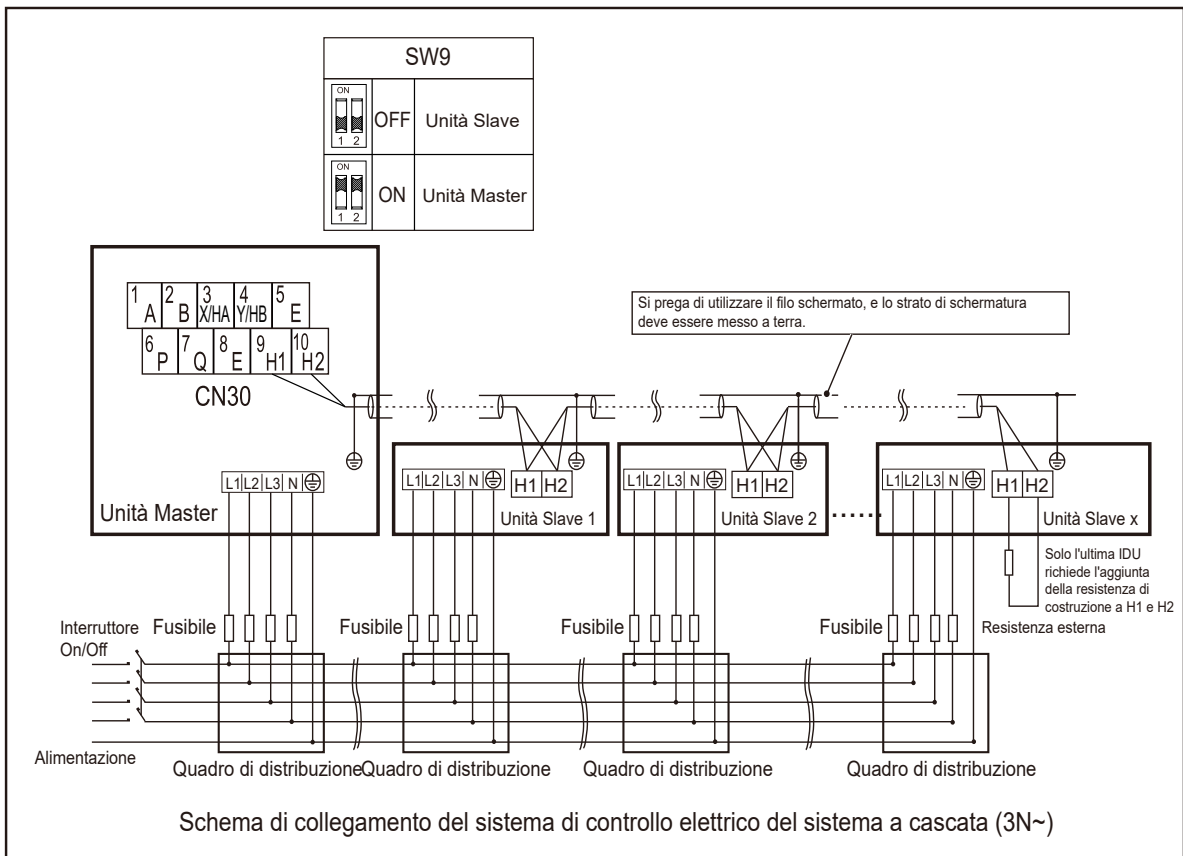 SW9
ON
1 2
OFF
Unità Slave
ON
1 2
ON
Unità Master
1 A
2 B
3 X/HA
4 Y/HB
5 E
6 P
7 Q
8 E
9 H1
10 H2
CN30
Si prega di utilizzare il filo schermato, e lo strato di schermatura
deve essere messo a terra.
L1 L2 L3 N
Unità Master
L1 L2 L3 N
H1 H2
Unità Slave 1
L1 L2 L3 N
H1 H2
Unità Slave 2
......
L1 L2 L3 N
H1 H2
Unità Slave x
Solo l'ultima IDU
richiede l'aggiunta
della resistenza di
costruzione a H1 e H2
Interruttore
On/Off
Fusibile
Fusibile
Fusibile
Fusibile
Resistenza esterna
Alimentazione
Quadro di distribuzione
Quadro di distribuzione
Quadro di distribuzione
Quadro di distribuzione
Schema di collegamento del sistema di controllo elettrico del sistema a cascata (3N~)